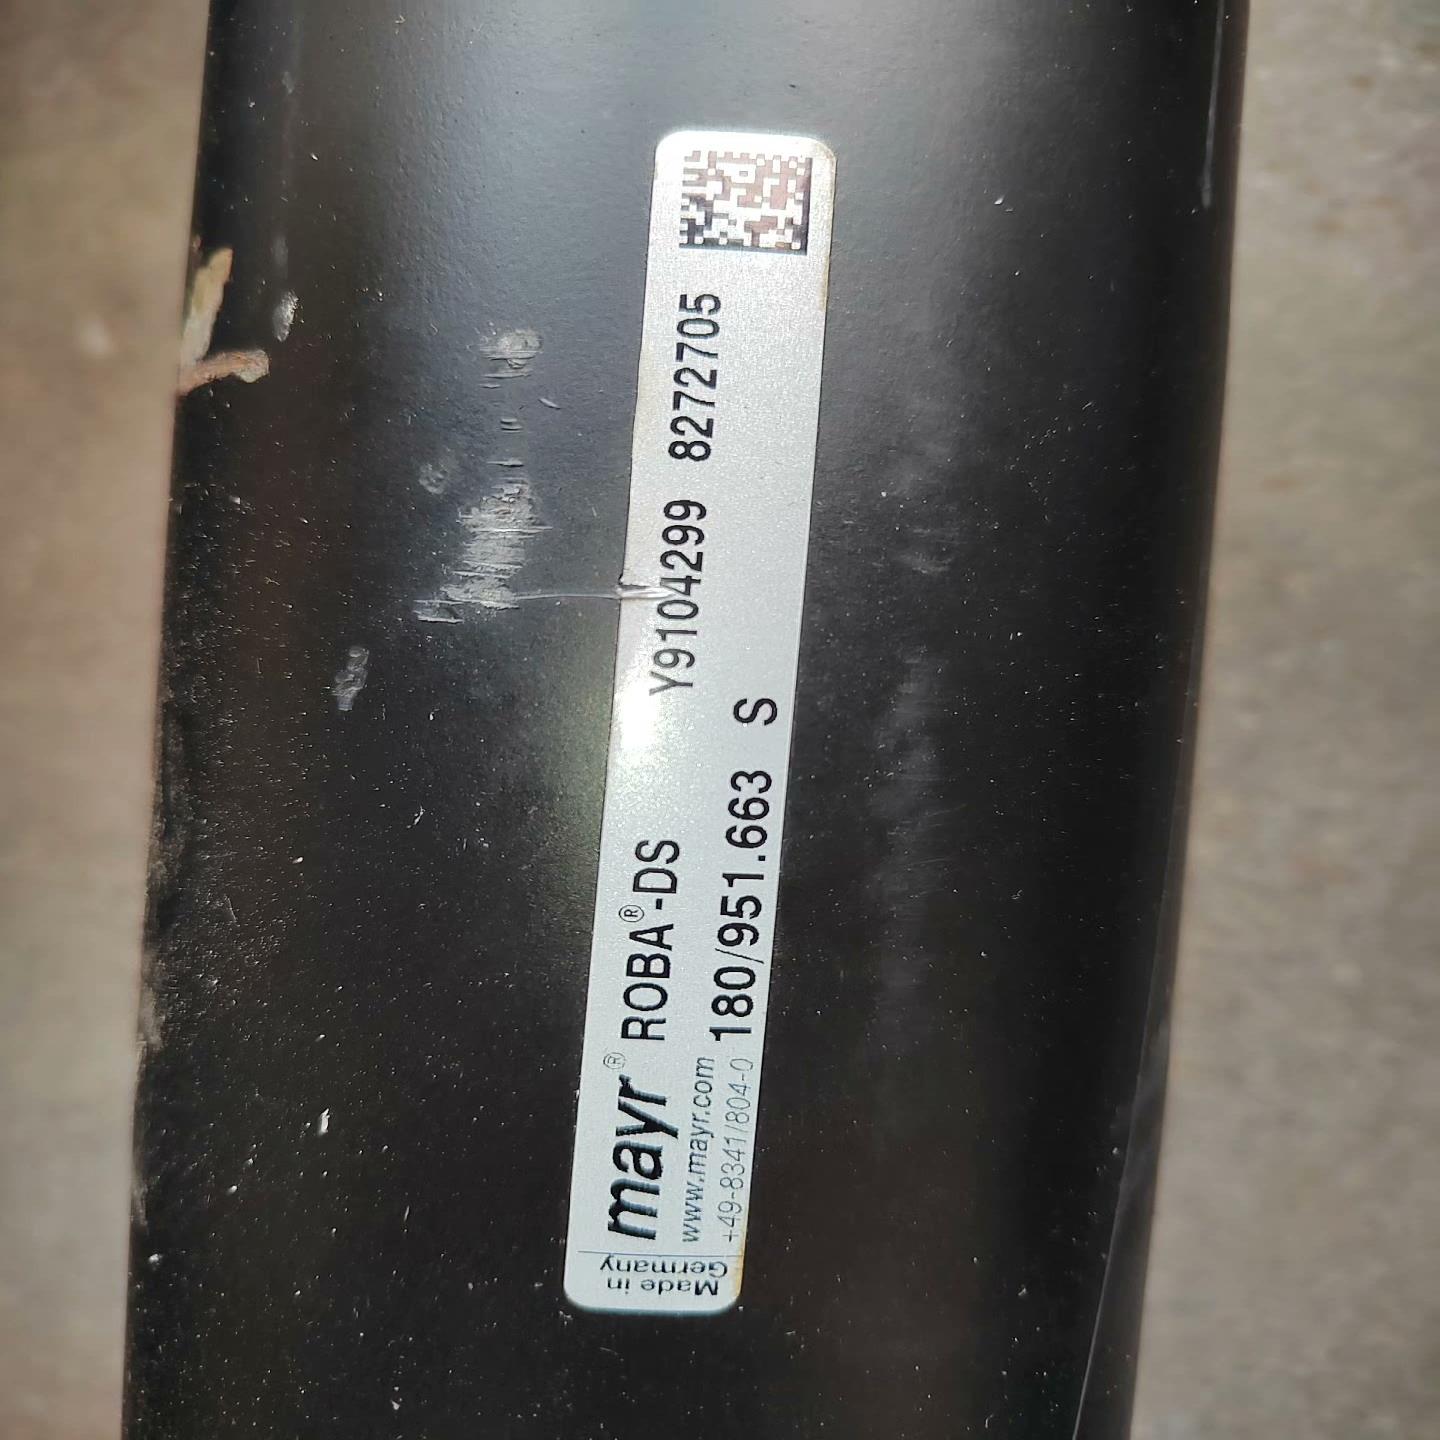 Made in
Germany
mayr® ROBA®-DS Y9104299 8272705
www.mayr.com
+49-8341/804-0 180/951.663 S